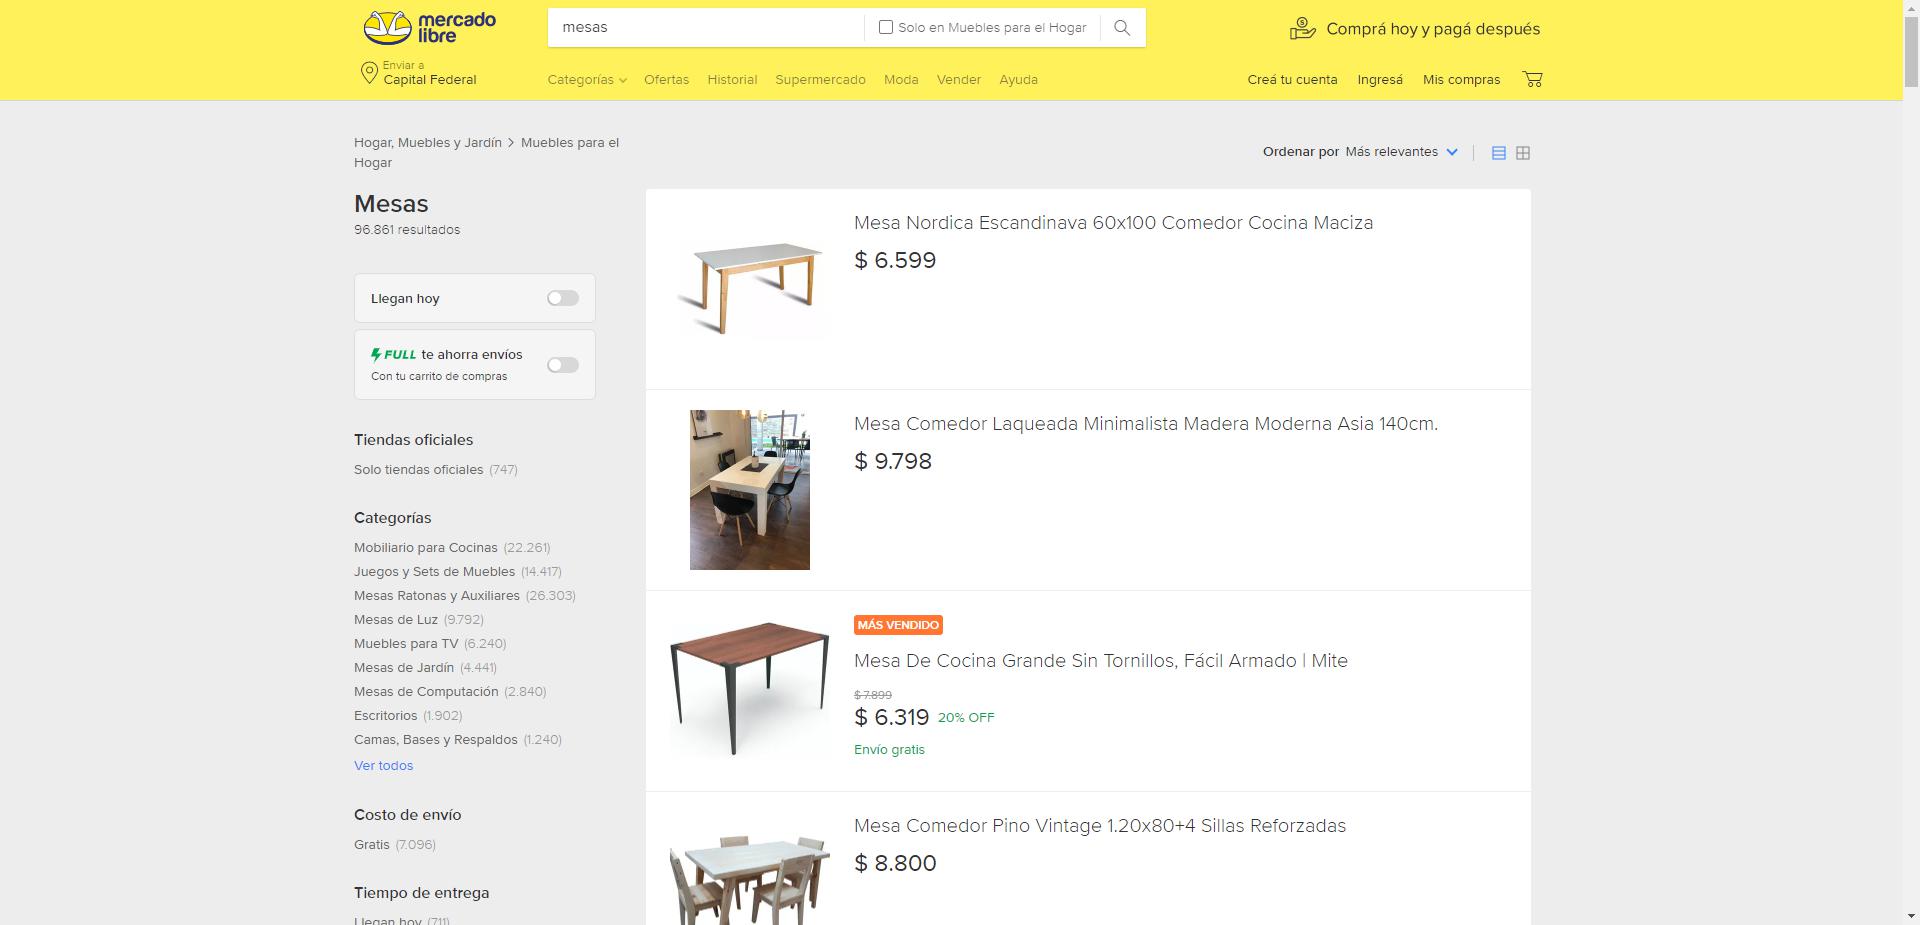 mercado
libre
mesas
Solo en Muebles para el Hogar
Comprá hoy y pagá después
Enviar a
Capital Federal
Categorías
Ofertas
Historial
Supermercado
Moda
Vender
Ayuda
Creá tu cuenta
Ingresá
Mis compras
Hogar, Muebles y Jardín > Muebles para el
Hogar
Ordenar por Más relevantes
Mesas
96.861 resultados
Llegan hoy
FULL te ahorra envíos
Con tu carrito de compras
Tiendas oficiales
Solo tiendas oficiales (747)
Categorías
Mobiliario para Cocinas (22.261)
Juegos y Sets de Muebles (14.417)
Mesas Ratonas y Auxiliares (26.303)
Mesas de Luz (9.792)
Muebles para TV (6.240)
Mesas de Jardín (4.441)
Mesas de Computación (2.840)
Escritorios (1.902)
Camas, Bases y Respaldos (1.240)
Ver todos
Costo de envío
Gratis (7.096)
Tiempo de entrega
Llegan hoy (711)
Mesa Nordica Escandinava 60x100 Comedor Cocina Maciza
$ 6.599
Mesa Comedor Laqueada Minimalista Madera Moderna Asia 140cm.
$ 9.798
MÁS VENDIDO
Mesa De Cocina Grande Sin Tornillos, Fácil Armado | Mite
$ 7.899
$ 6.319 20% OFF
Envío gratis
Mesa Comedor Pino Vintage 1.20x80+4 Sillas Reforzadas
$ 8.800